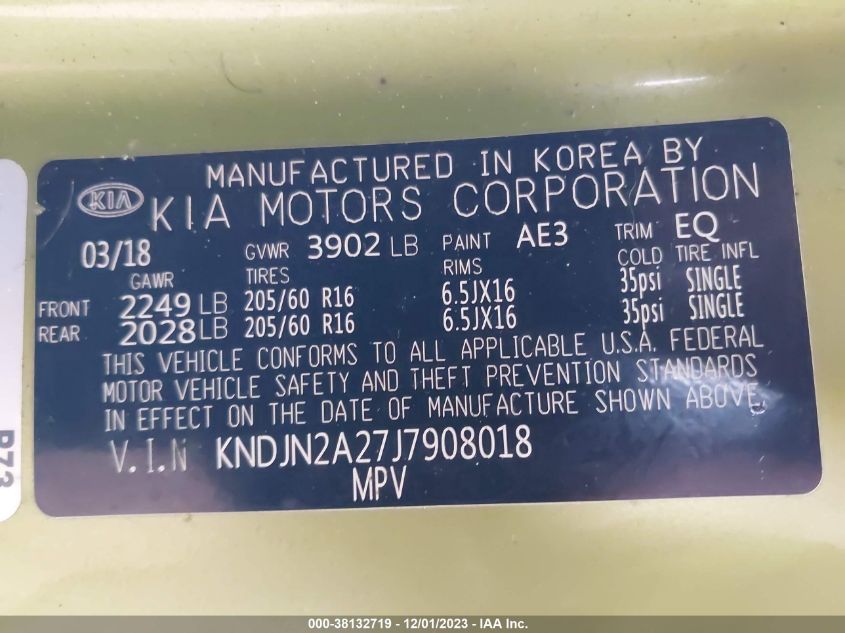 MANUFACTURED IN KOREA BY
KIA KIA MOTORS CORPORATION
03/18 GVWR 3902 LB PAINT AE3 TRIM EQ
GAWR TIRES RIMS COLD TIRE INFL
FRONT 2249 LB 205/60 R16 6.5JX16 35psi SINGLE
REAR 2028 LB 205/60 R16 6.5JX16 35psi SINGLE
THIS VEHICLE CONFORMS TO ALL APPLICABLE U.S.A. FEDERAL
MOTOR VEHICLE SAFETY AND THEFT PREVENTION STANDARDS
IN EFFECT ON THE DATE OF MANUFACTURE SHOWN ABOVE.
V.I.N KNDJN2A27J7908018
MPV
000-38132719 - 12/01/2023 - IAA Inc.